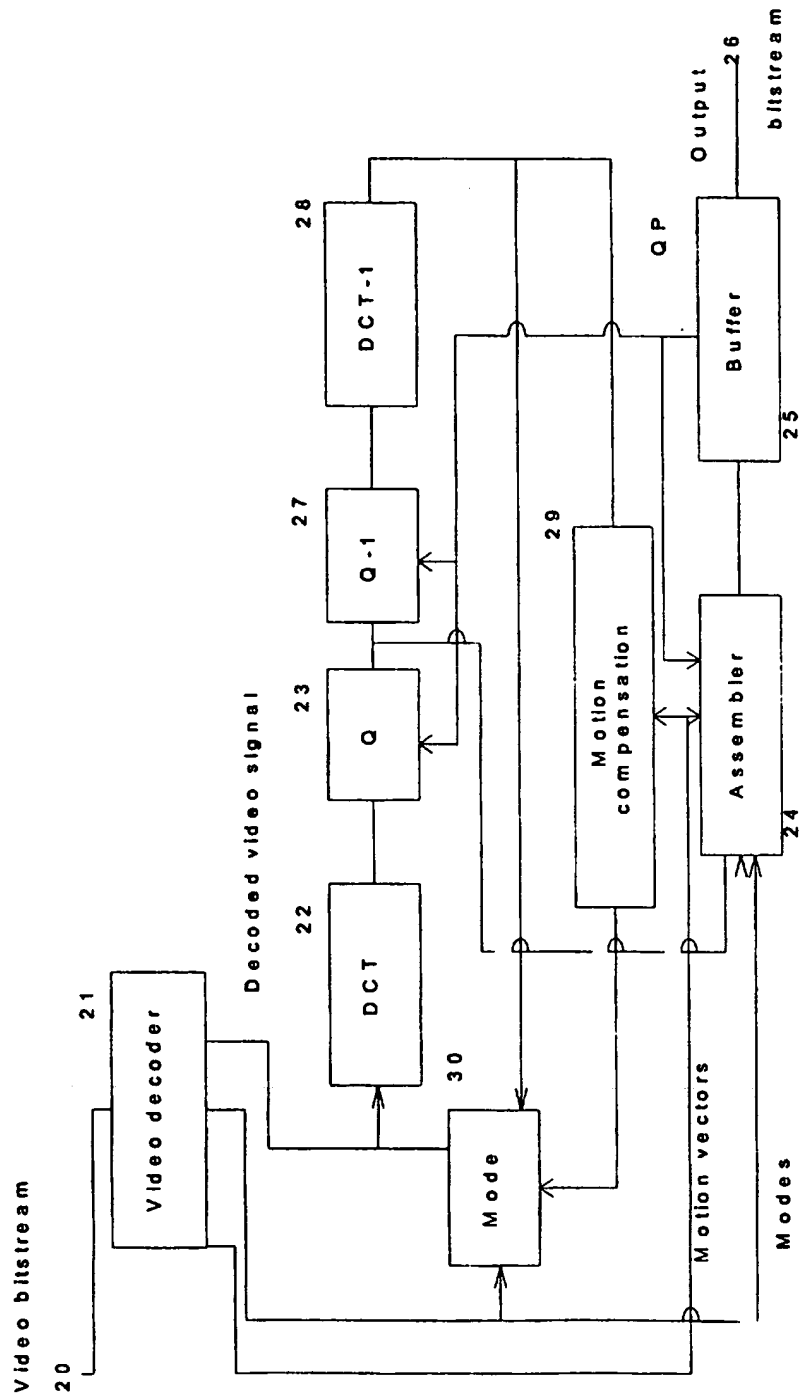 Video bitstream
20
21
Video decoder
Decoded video signal
22
DCT
23
Q
27
Q-1
28
DCT-1
30
Mode
29
Motion
compensation
QP
Output
26
bitstream
Motion vectors
Modes
24
Assembler
25
Buffer